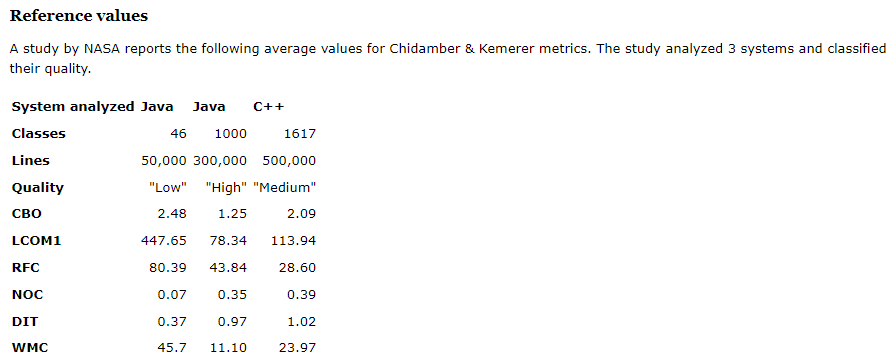 Reference values
A study by NASA reports the following average values for Chidamber & Kemerer metrics. The study analyzed 3 systems and classified
their quality.
System analyzed Java Java C++
Classes 46 1000 1617
Lines 50,000 300,000 500,000
Quality "Low" "High" "Medium"
CBO 2.48 1.25 2.09
LCOM1 447.65 78.34 113.94
RFC 80.39 43.84 28.60
NOC 0.07 0.35 0.39
DIT 0.37 0.97 1.02
WMC 45.7 11.10 23.97